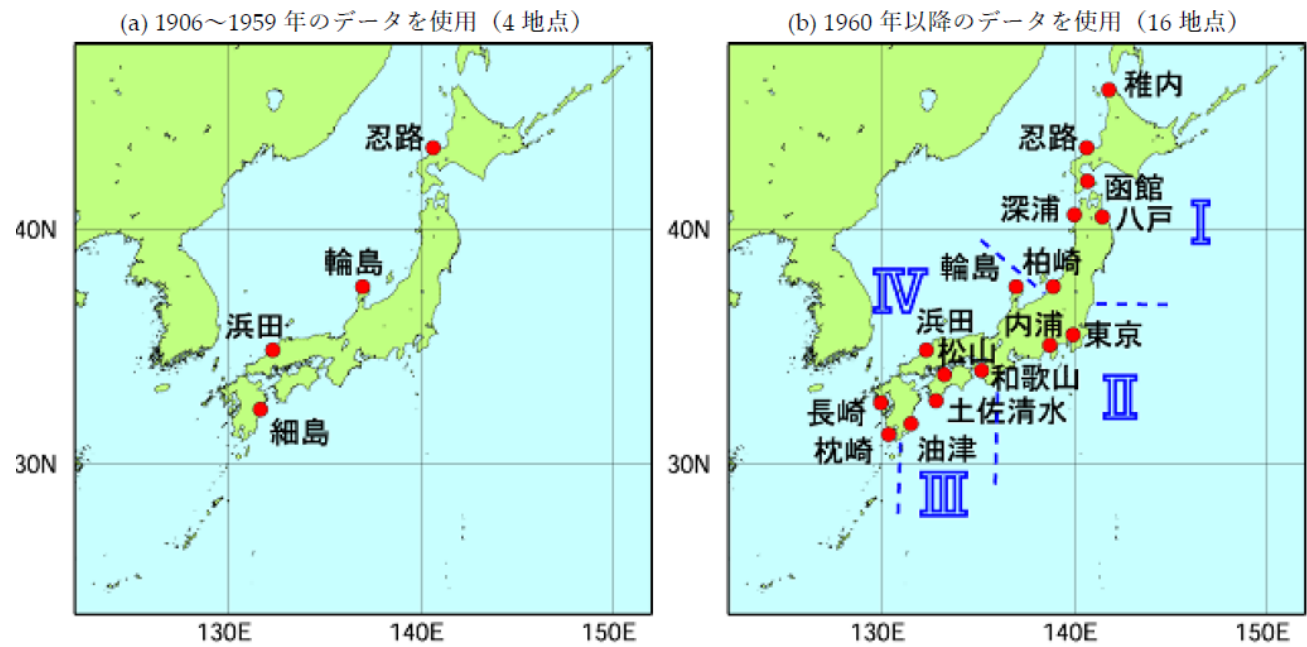 (a) 1906～1959 年のデータを使用（4 地点）
忍路
輪島
浜田
細島
40N
30N
130E
140E
150E
(b) 1960 年以降のデータを使用（16 地点）
稚内
忍路
函館
深浦
八戸
I
輪島
柏崎
IV
浜田
内浦
東京
松山
和歌山
II
長崎
土佐清水
枕崎
油津
III
40N
30N
130E
140E
150E